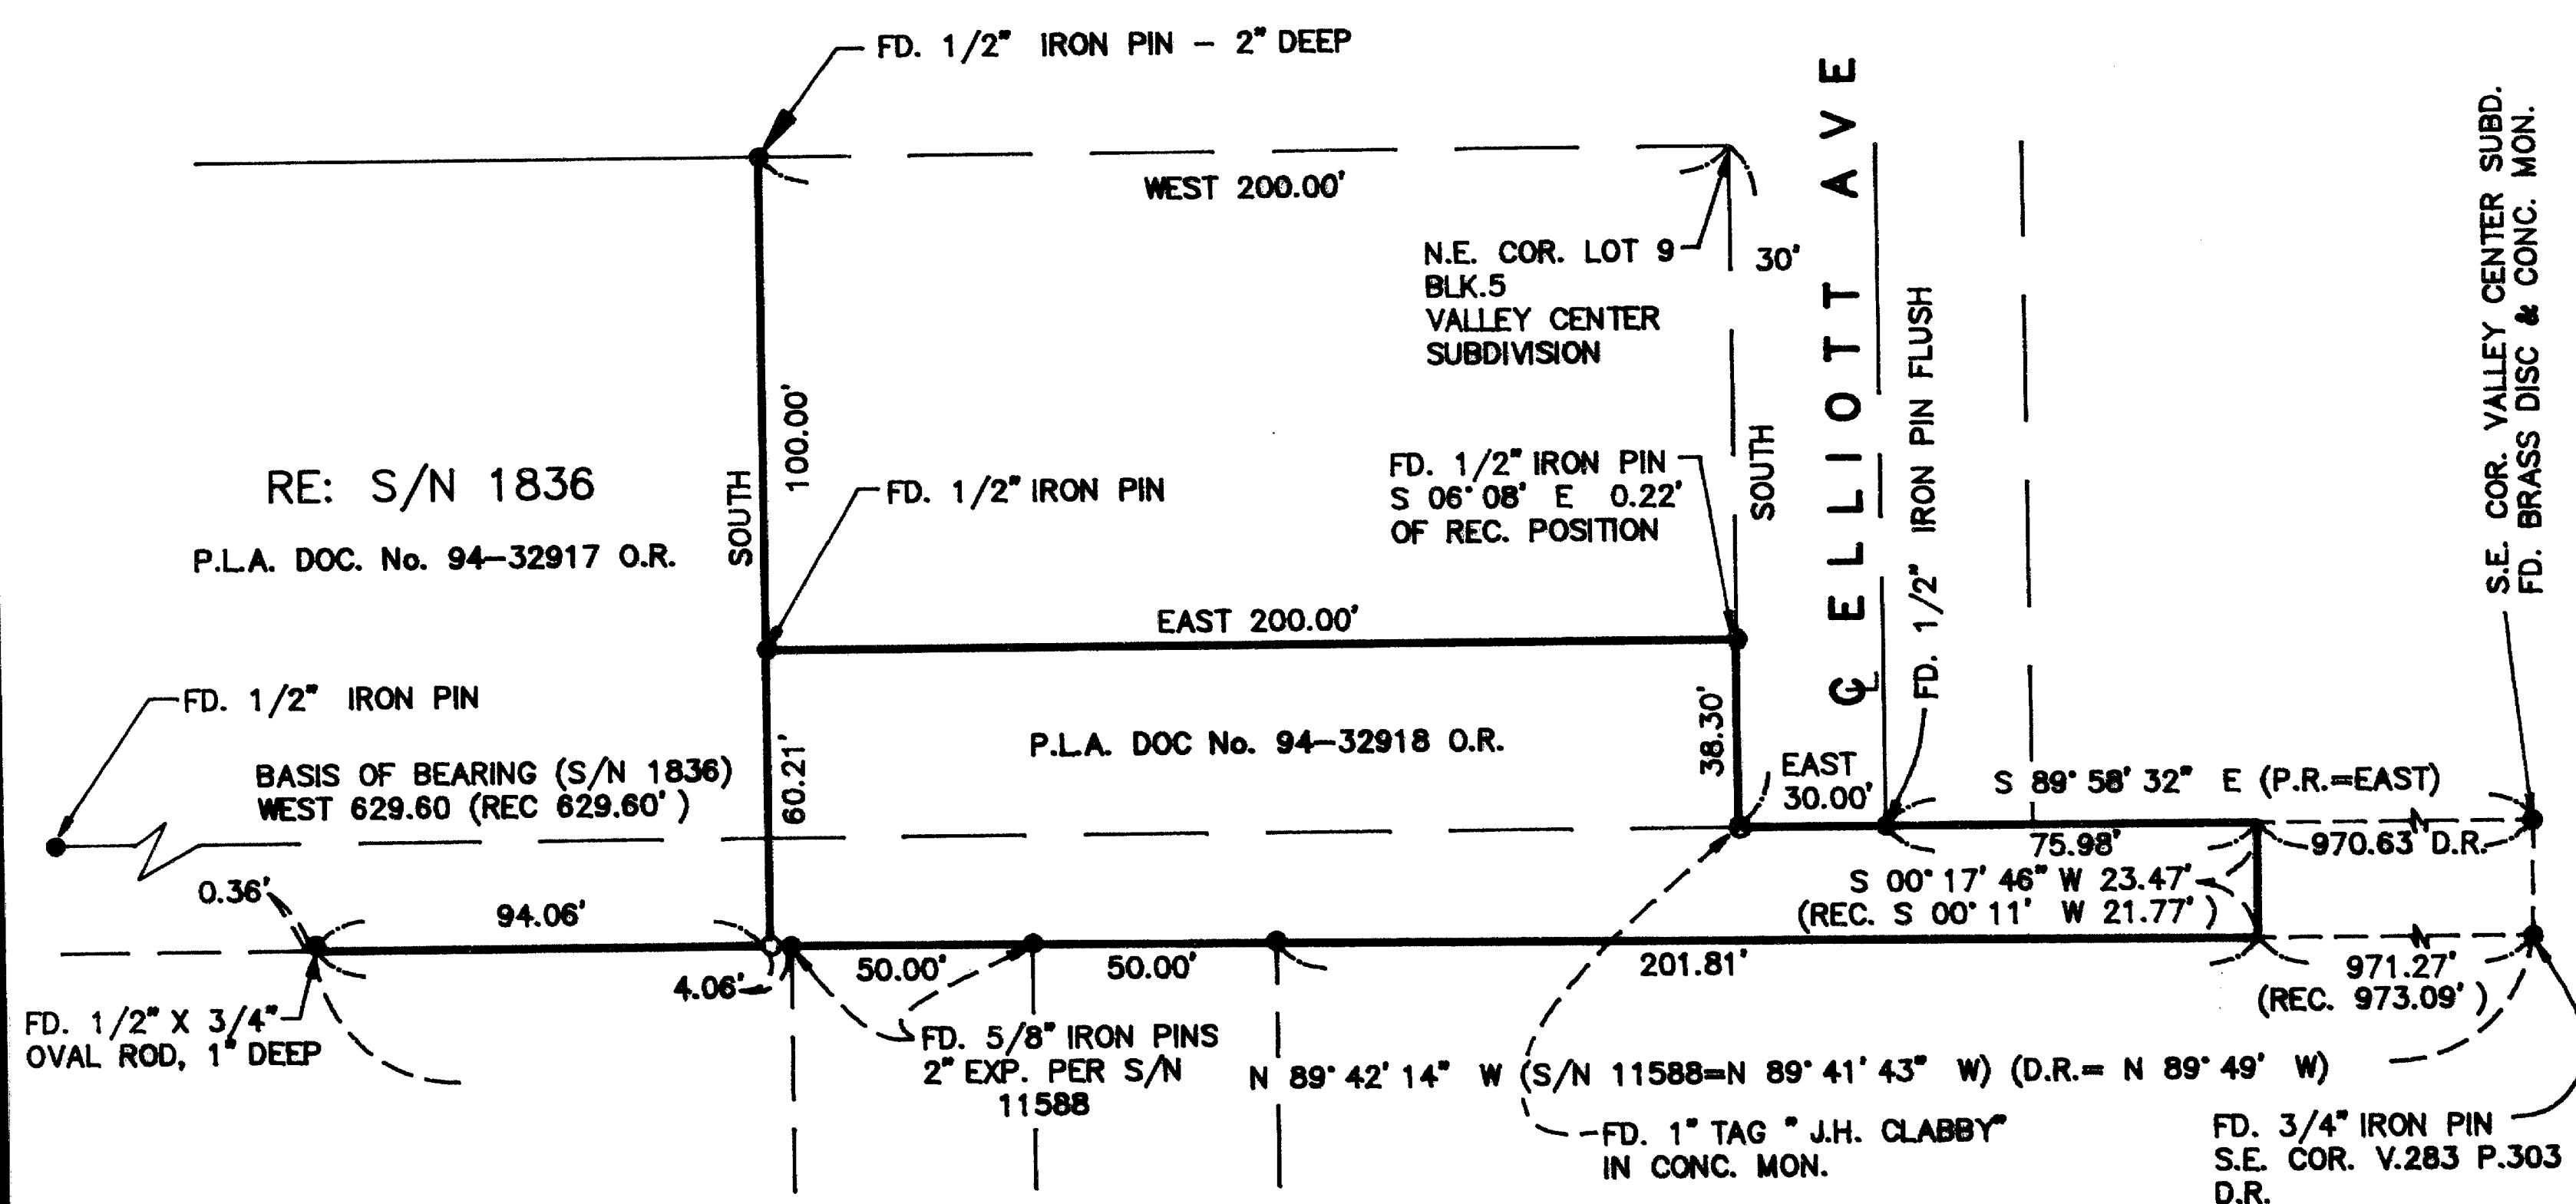 FD. 1/2" IRON PIN - 2" DEEP
WEST 200.00'
N.E. COR. LOT 9
BLK.5
VALLEY CENTER
SUBDIVISION
30'
℄ ELLIOTT AVE
S.E. COR. VALLEY CENTER SUBD.
FD. BRASS DISC & CONC. MON.
FD. 1/2" IRON PIN FLUSH
SOUTH
100.00'
SOUTH
RE: S/N 1836
P.L.A. DOC. No. 94-32917 O.R.
FD. 1/2" IRON PIN
FD. 1/2" IRON PIN
S 06° 08' E 0.22'
OF REC. POSITION
EAST 200.00'
FD. 1/2" IRON PIN
BASIS OF BEARING (S/N 1836)
WEST 629.60 (REC 629.60' )
60.21'
P.L.A. DOC No. 94-32918 O.R.
38.30'
EAST
30.00'
S 89° 58' 32" E (P.R.=EAST)
75.98'
970.63' D.R.
S 00° 17' 46" W 23.47'
(REC. S 00° 11' W 21.77' )
0.36'
94.06'
4.06'
50.00'
50.00'
201.81'
971.27'
(REC. 973.09' )
FD. 1/2" X 3/4"
OVAL ROD, 1" DEEP
FD. 5/8" IRON PINS
2" EXP. PER S/N
11588
N 89° 42' 14" W (S/N 11588=N 89° 41' 43" W) (D.R.= N 89° 49' W)
FD. 1" TAG " J.H. CLABBY"
IN CONC. MON.
FD. 3/4" IRON PIN
S.E. COR. V.283 P.303
D.R.